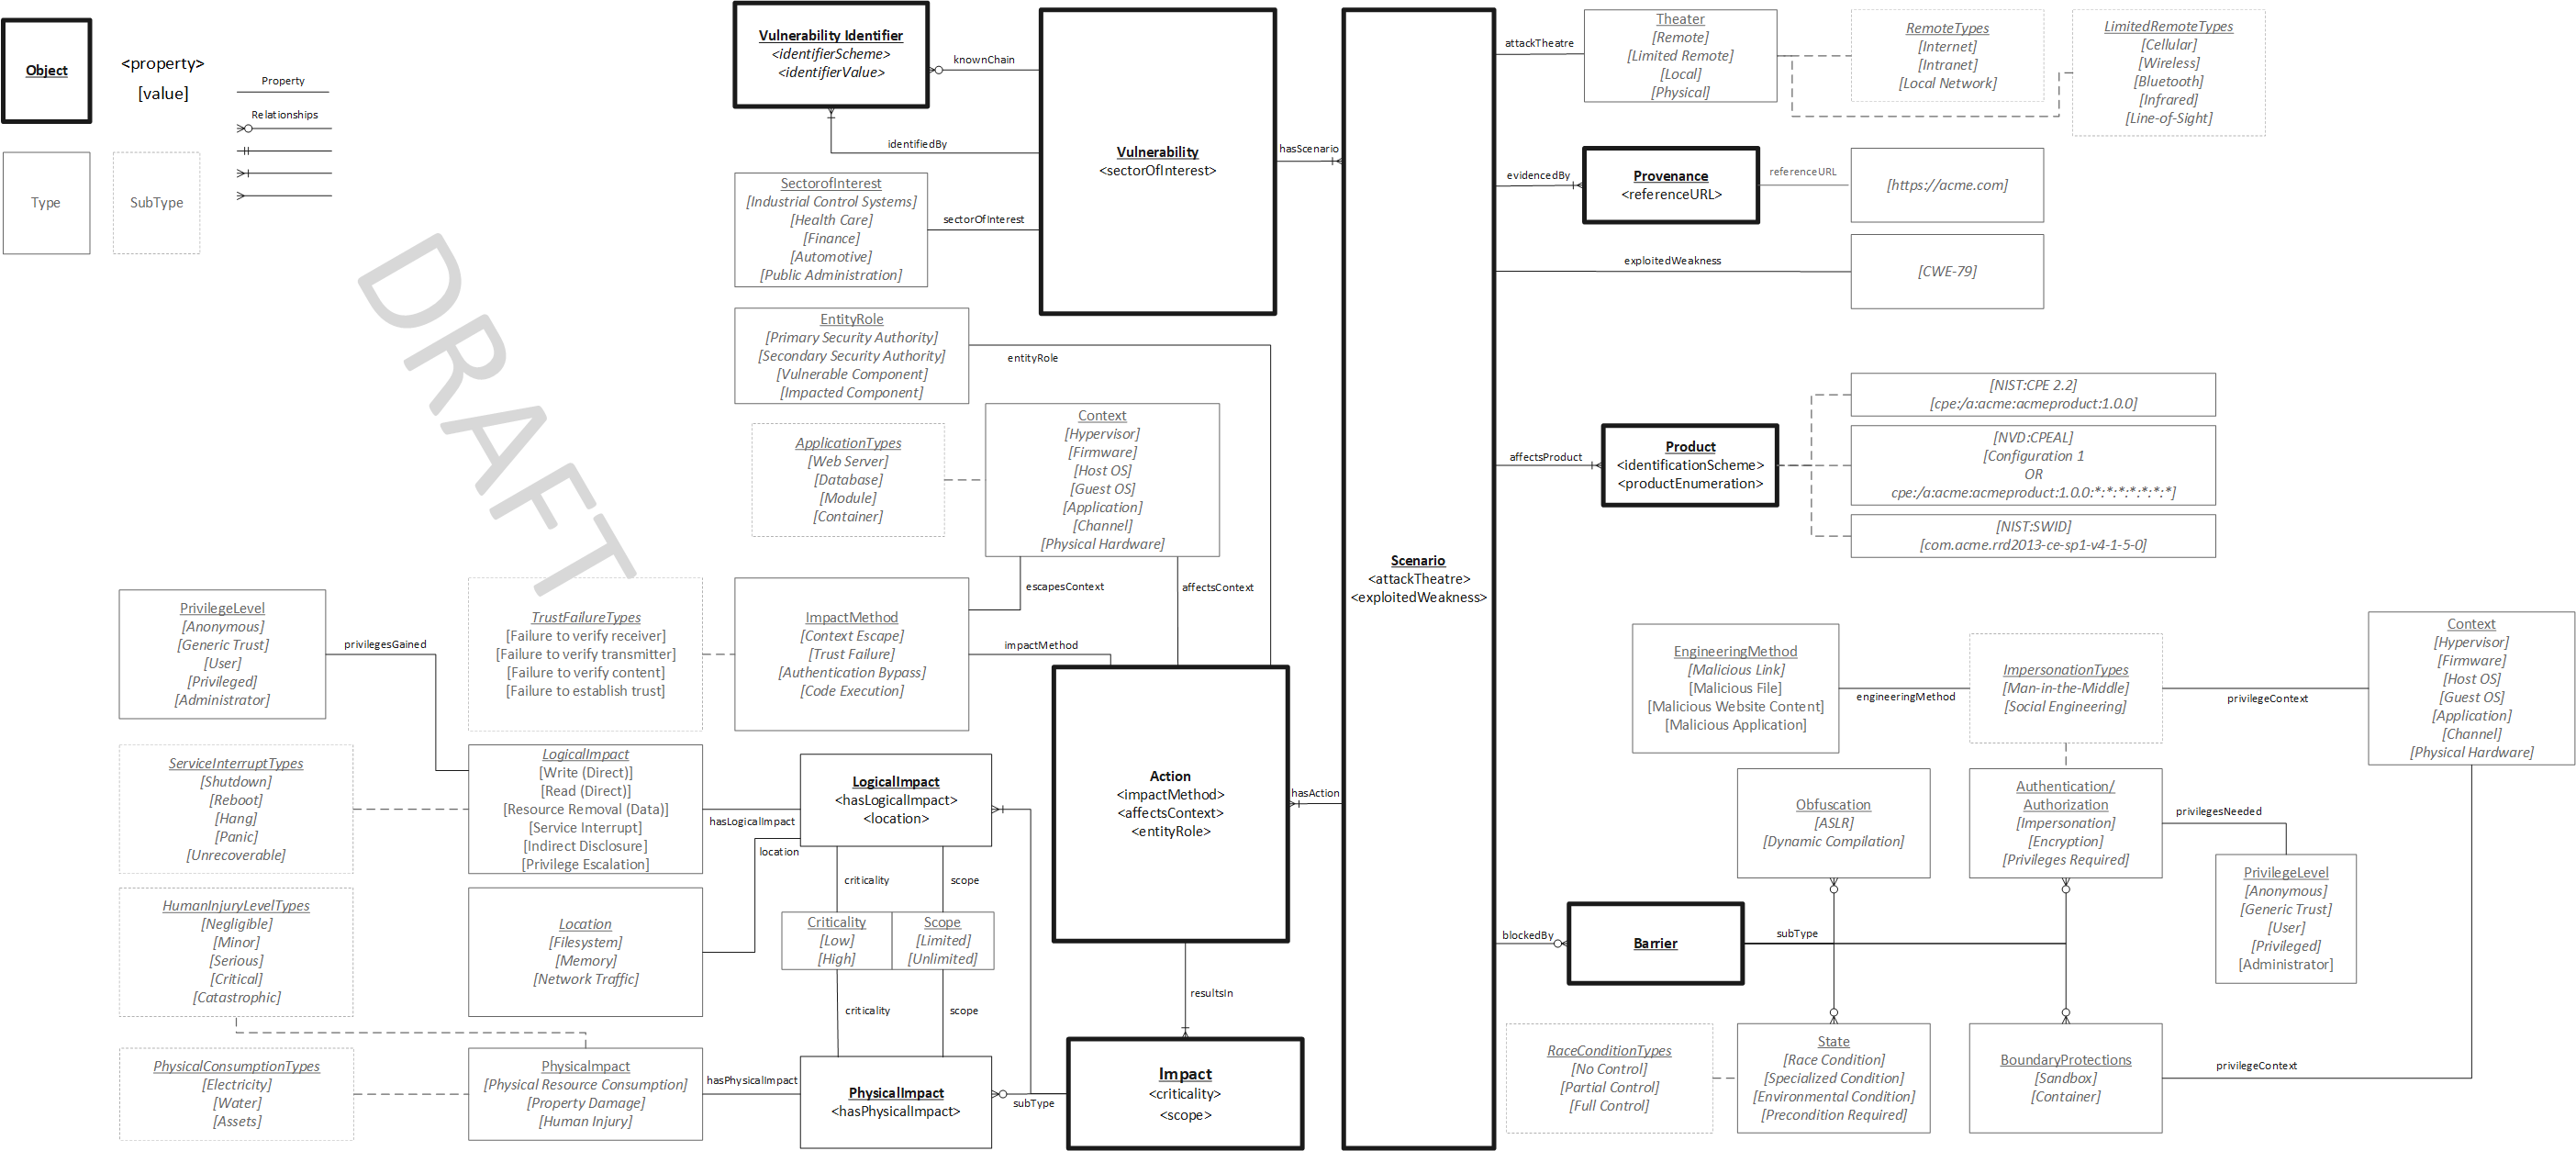 Object
<property>
[value]
Property
Relationships
Type
SubType
DRAFT
Vulnerability Identifier
<identifierScheme>
<identifierValue>
knownChain
identifiedBy
Vulnerability
<sectorOfInterest>
hasScenario
SectorofInterest
[Industrial Control Systems]
[Health Care]
[Finance]
[Automotive]
[Public Administration]
sectorOfInterest
EntityRole
[Primary Security Authority]
[Secondary Security Authority]
[Vulnerable Component]
[Impacted Component]
entityRole
ApplicationTypes
[Web Server]
[Database]
[Module]
[Container]
Context
[Hypervisor]
[Firmware]
[Host OS]
[Guest OS]
[Application]
[Channel]
[Physical Hardware]
escapesContext
affectsContext
PrivilegeLevel
[Anonymous]
[Generic Trust]
[User]
[Privileged]
[Administrator]
privilegesGained
TrustFailureTypes
[Failure to verify receiver]
[Failure to verify transmitter]
[Failure to verify content]
[Failure to establish trust]
ImpactMethod
[Context Escape]
[Trust Failure]
[Authentication Bypass]
[Code Execution]
impactMethod
ServiceInterruptTypes
[Shutdown]
[Reboot]
[Hang]
[Panic]
[Unrecoverable]
LogicalImpact
[Write (Direct)]
[Read (Direct)]
[Resource Removal (Data)]
[Service Interrupt]
[Indirect Disclosure]
[Privilege Escalation]
hasLogicalImpact
location
LogicalImpact
<hasLogicalImpact>
<location>
Action
<impactMethod>
<affectsContext>
<entityRole>
hasAction
HumanInjuryLevelTypes
[Negligible]
[Minor]
[Serious]
[Critical]
[Catastrophic]
Location
[Filesystem]
[Memory]
[Network Traffic]
criticality
scope
Criticality
[Low]
[High]
Scope
[Limited]
[Unlimited]
criticality
scope
resultsIn
PhysicalConsumptionTypes
[Electricity]
[Water]
[Assets]
PhysicalImpact
[Physical Resource Consumption]
[Property Damage]
[Human Injury]
hasPhysicalImpact
PhysicalImpact
<hasPhysicalImpact>
subType
Impact
<criticality>
<scope>
Scenario
<attackTheatre>
<exploitedWeakness>
attackTheatre
Theater
[Remote]
[Limited Remote]
[Local]
[Physical]
RemoteTypes
[Internet]
[Intranet]
[Local Network]
LimitedRemoteTypes
[Cellular]
[Wireless]
[Bluetooth]
[Infrared]
[Line-of-Sight]
evidencedBy
Provenance
<referenceURL>
referenceURL
[https://acme.com]
exploitedWeakness
[CWE-79]
affectsProduct
Product
<identificationScheme>
<productEnumeration>
[NIST:CPE 2.2]
[cpe:/a:acme:acmeproduct:1.0.0]
[NVD:CPEAL]
[Configuration 1
OR
cpe:/a:acme:acmeproduct:1.0.0:*:*:*:*:*:*:*]
[NIST:SWID]
[com.acme.rrd2013-ce-sp1-v4-1-5-0]
EngineeringMethod
[Malicious Link]
[Malicious File]
[Malicious Website Content]
[Malicious Application]
engineeringMethod
ImpersonationTypes
[Man-in-the-Middle]
[Social Engineering]
privilegeContext
Context
[Hypervisor]
[Firmware]
[Host OS]
[Guest OS]
[Application]
[Channel]
[Physical Hardware]
Obfuscation
[ASLR]
[Dynamic Compilation]
Authentication/
Authorization
[Impersonation]
[Encryption]
[Privileges Required]
privilegesNeeded
PrivilegeLevel
[Anonymous]
[Generic Trust]
[User]
[Privileged]
[Administrator]
blockedBy
Barrier
subType
RaceConditionTypes
[No Control]
[Partial Control]
[Full Control]
State
[Race Condition]
[Specialized Condition]
[Environmental Condition]
[Precondition Required]
BoundaryProtections
[Sandbox]
[Container]
privilegeContext